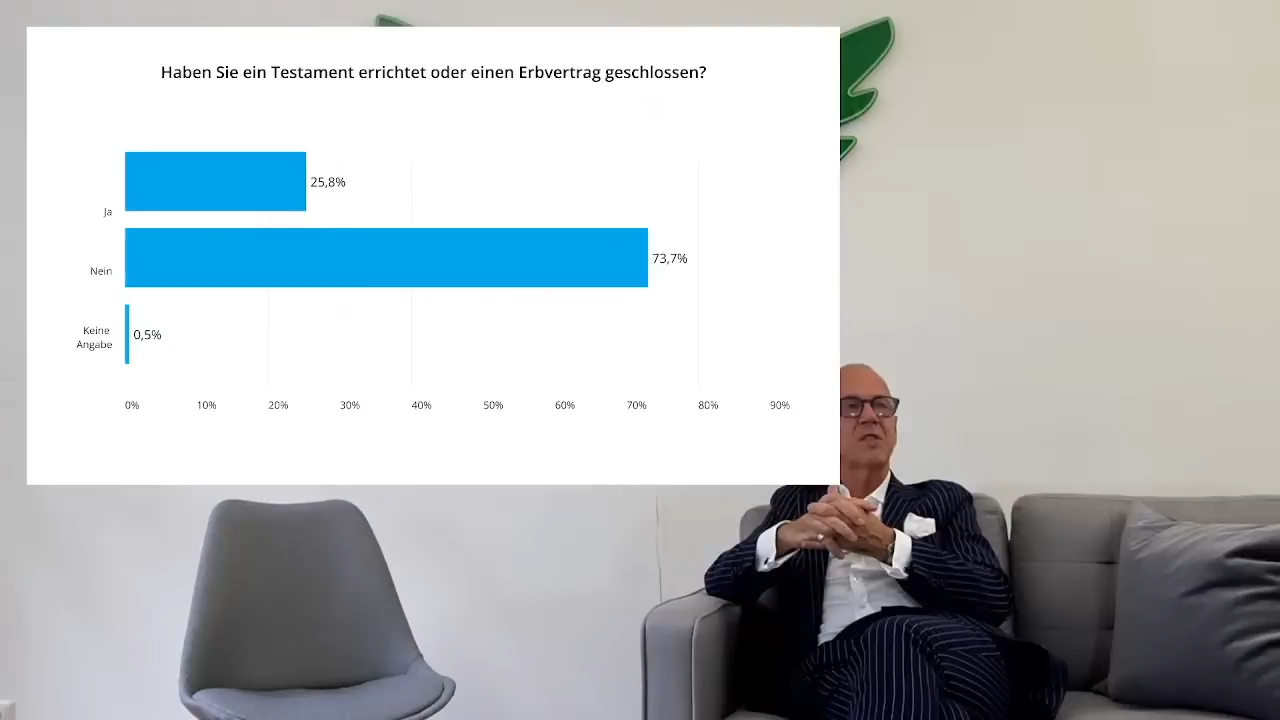 Haben Sie ein Testament errichtet oder einen Erbvertrag geschlossen?
25,8%
Ja
73,7%
Nein
Keine
Angabe
0,5%
0% 10% 20% 30% 40% 50% 60% 70% 80% 90%